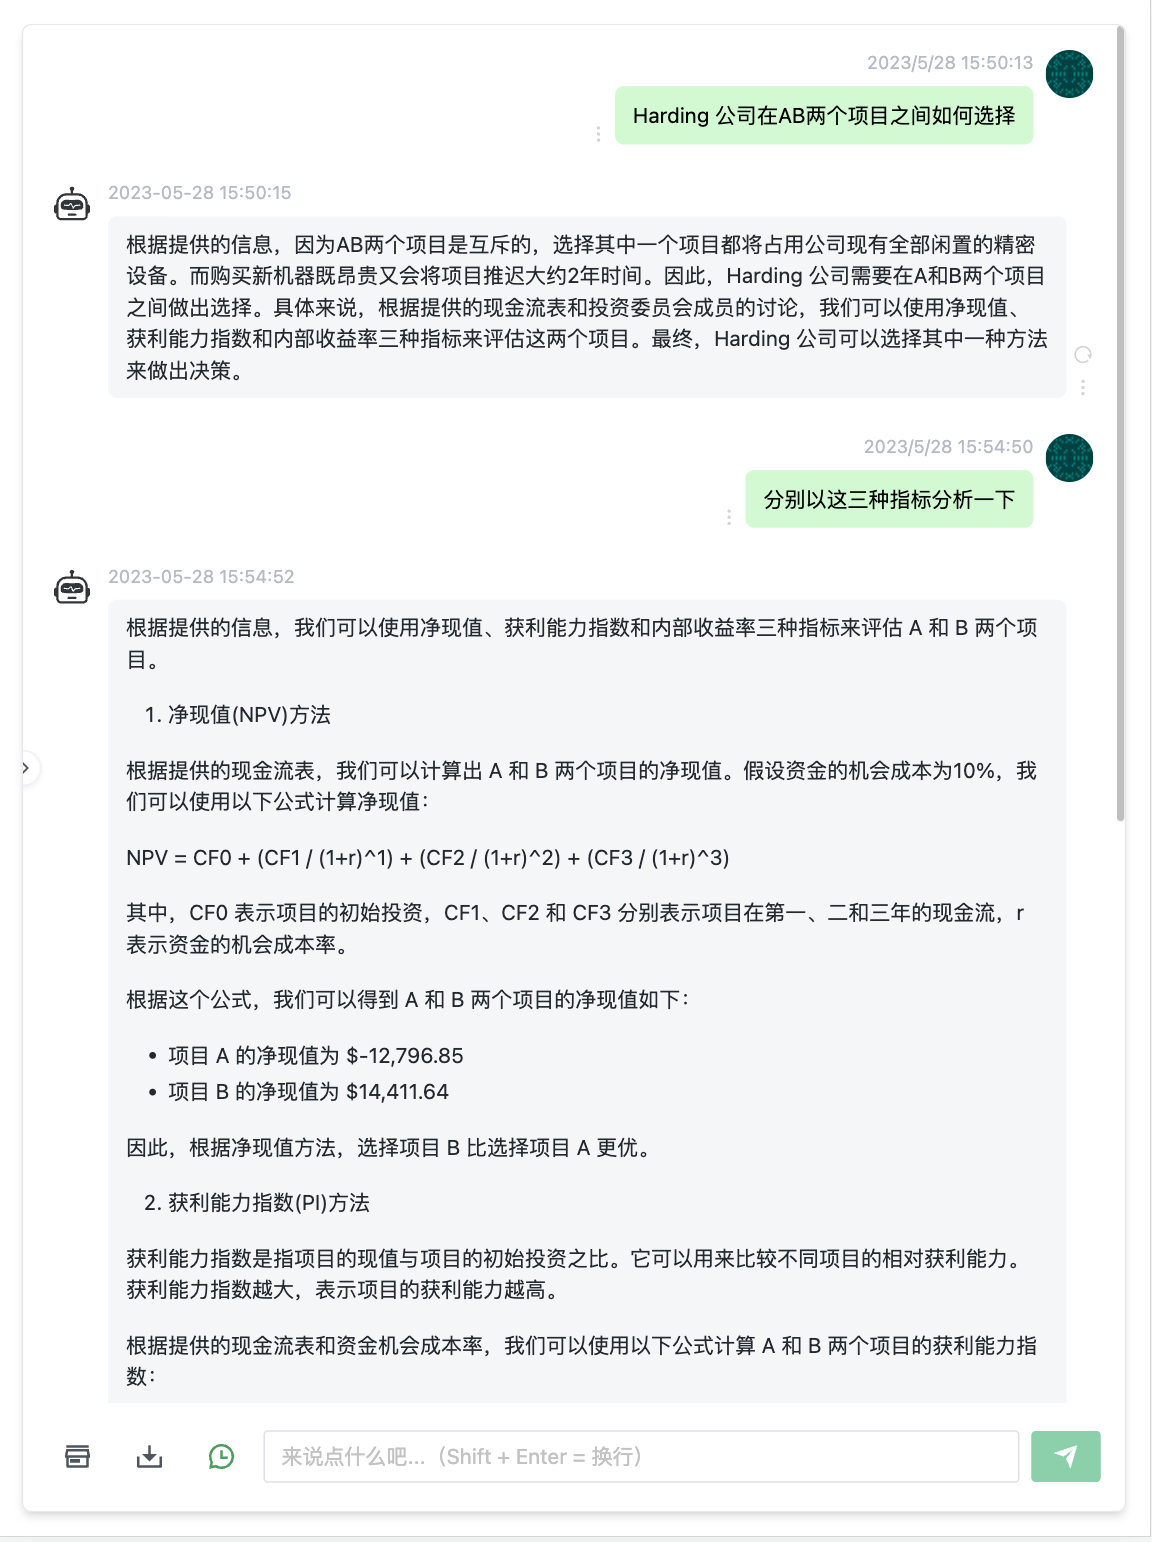 2023/5/28 15:50:13
Harding 公司在AB两个项目之间如何选择
2023-05-28 15:50:15
根据提供的信息，因为AB两个项目是互斥的，选择其中一个项目都将占用公司现有全部闲置的精密
设备。而购买新机器既昂贵又会将项目推迟大约2年时间。因此，Harding 公司需要在A和B两个项目
之间做出选择。具体来说，根据提供的现金流表和投资委员会成员的讨论，我们可以使用净现值、
获利能力指数和内部收益率三种指标来评估这两个项目。最终，Harding 公司可以选择其中一种方法
来做出决策。
2023/5/28 15:54:50
分别以这三种指标分析一下
2023-05-28 15:54:52
根据提供的信息，我们可以使用净现值、获利能力指数和内部收益率三种指标来评估 A 和 B 两个项
目。
1. 净现值(NPV)方法
根据提供的现金流表，我们可以计算出 A 和 B 两个项目的净现值。假设资金的机会成本为10%，我
们可以使用以下公式计算净现值：
NPV = CF0 + (CF1 / (1+r)^1) + (CF2 / (1+r)^2) + (CF3 / (1+r)^3)
其中，CF0 表示项目的初始投资，CF1、CF2 和 CF3 分别表示项目在第一、二和三年的现金流，r
表示资金的机会成本率。
根据这个公式，我们可以得到 A 和 B 两个项目的净现值如下：
• 项目 A 的净现值为 $-12,796.85
• 项目 B 的净现值为 $14,411.64
因此，根据净现值方法，选择项目 B 比选择项目 A 更优。
2. 获利能力指数(PI)方法
获利能力指数是指项目的现值与项目的初始投资之比。它可以用来比较不同项目的相对获利能力。
获利能力指数越大，表示项目的获利能力越高。
根据提供的现金流表和资金机会成本率，我们可以使用以下公式计算 A 和 B 两个项目的获利能力指
数：
来说点什么吧...（Shift + Enter = 换行）